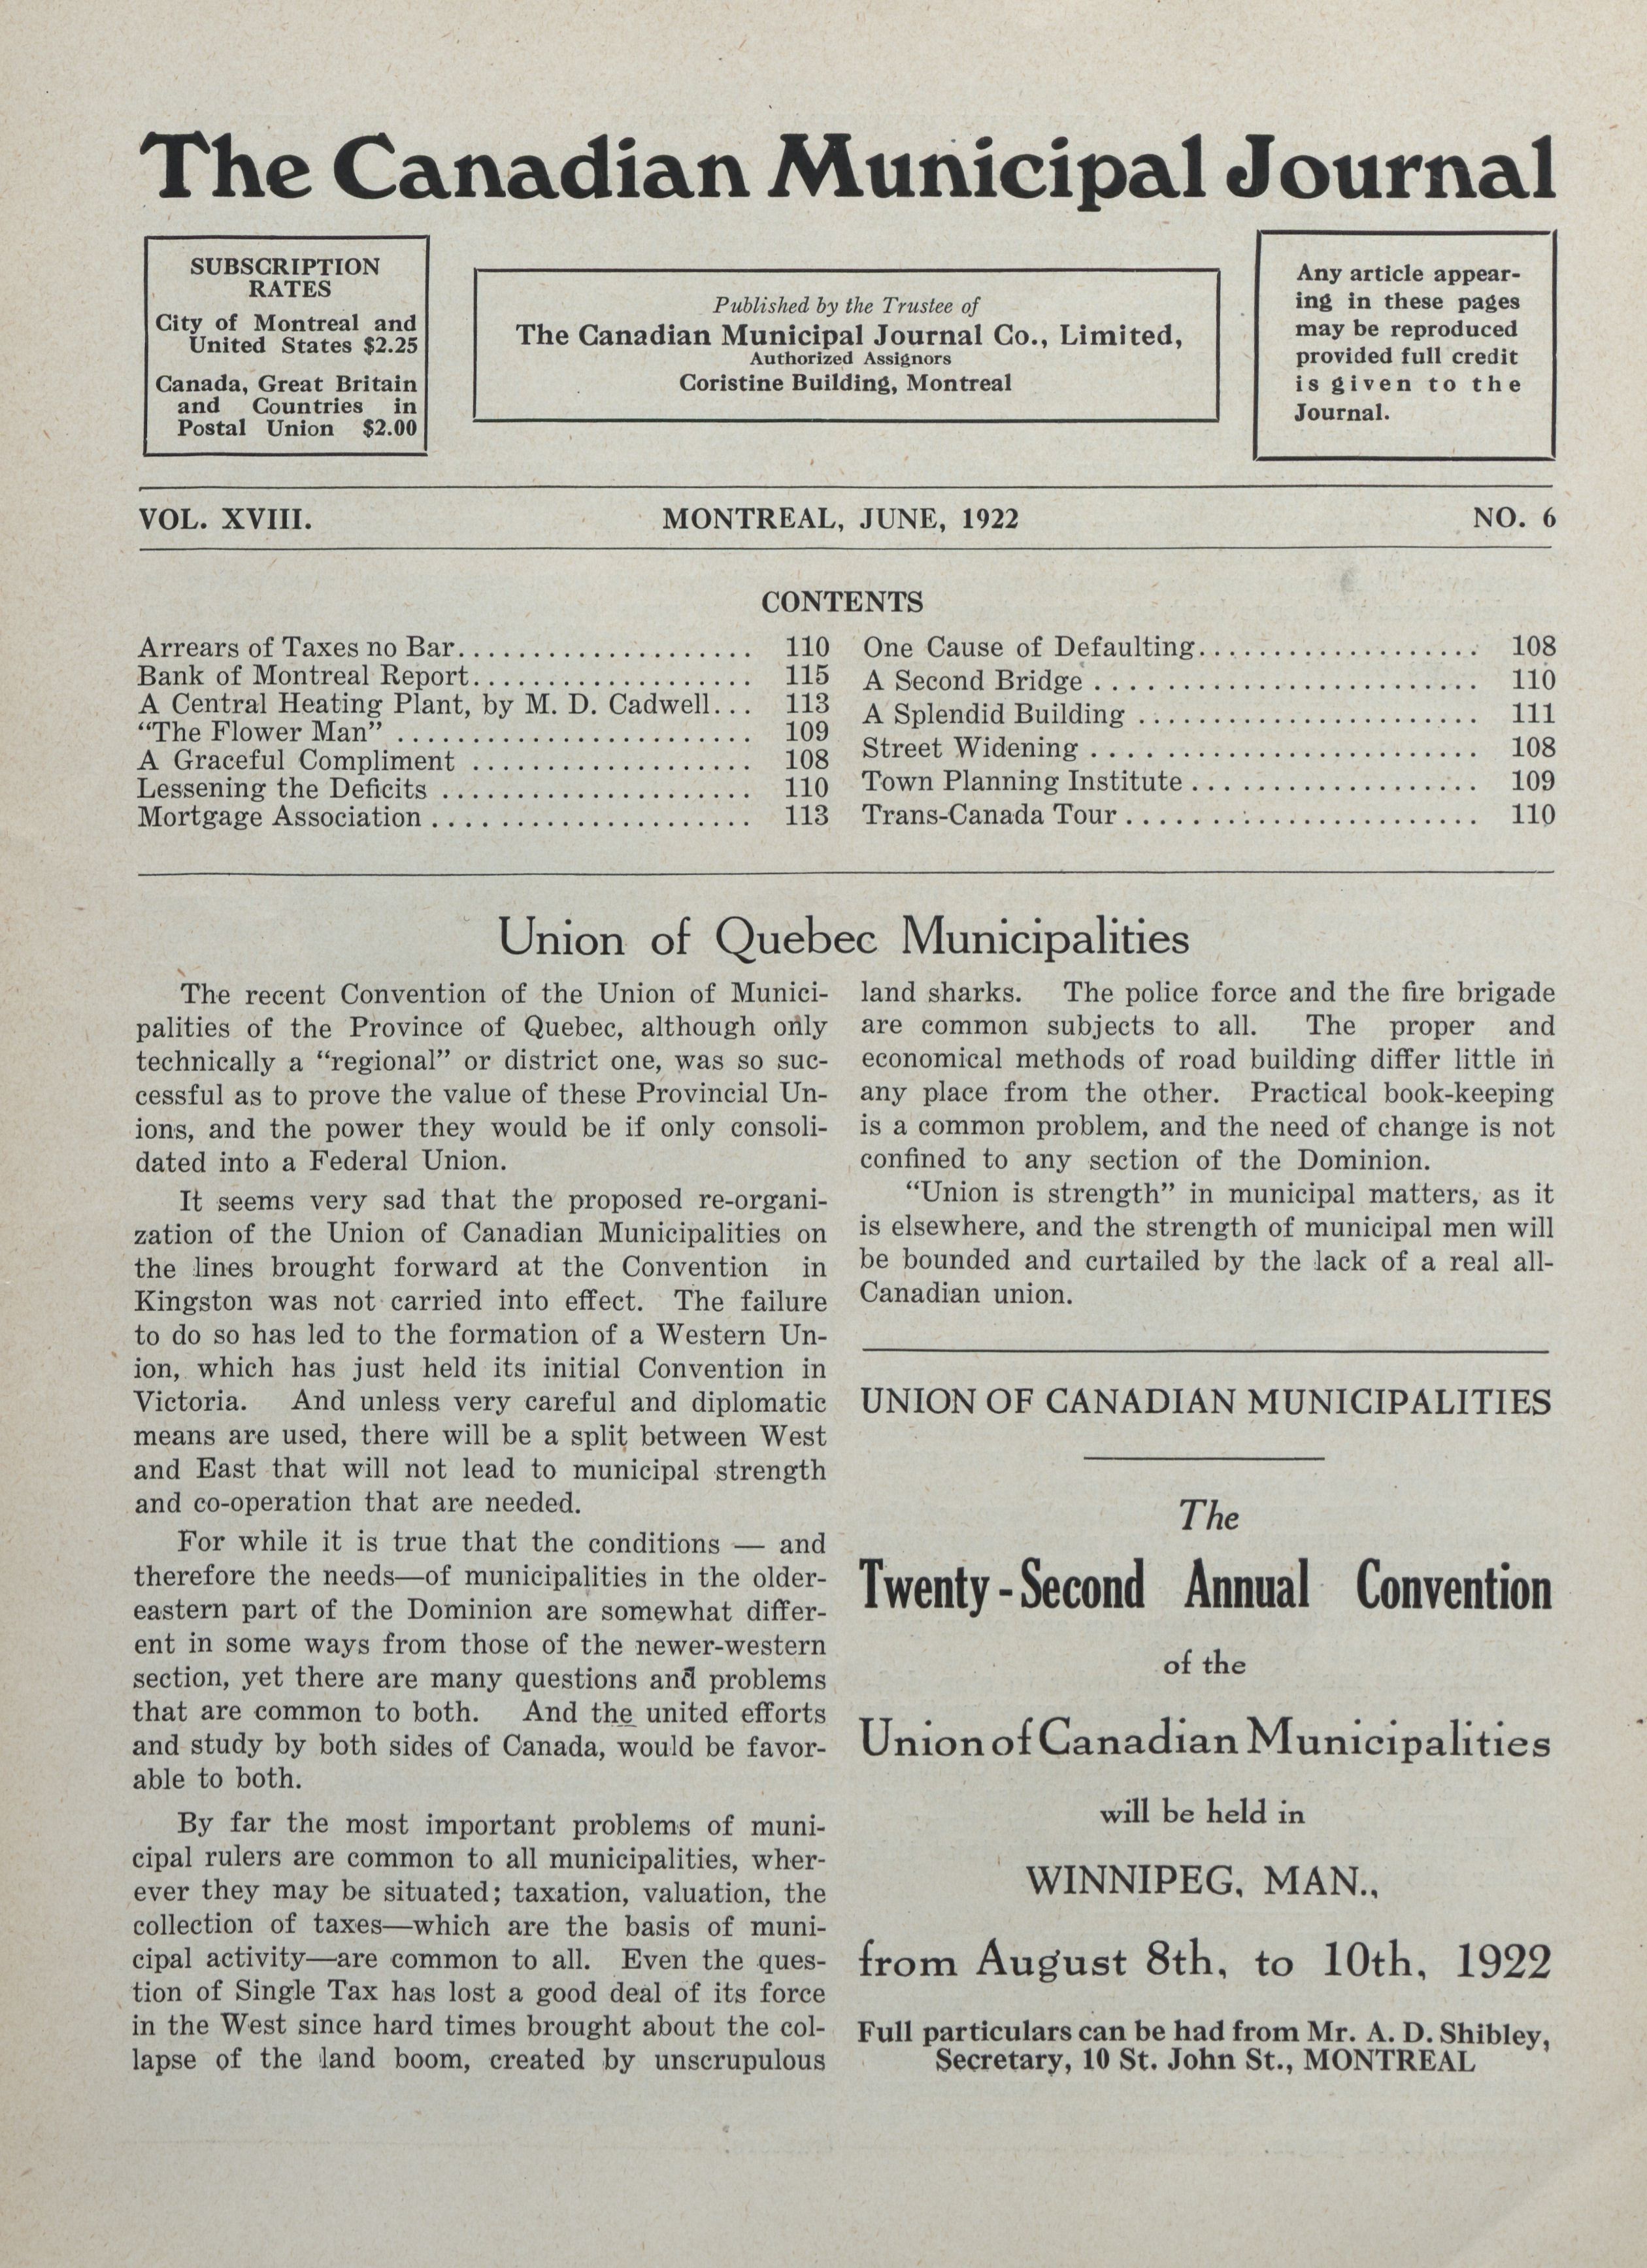 The Canadian Municipal Journal
SUBSCRIPTION
RATES
City of Montreal and
United States $2.25
Canada, Great Britain
and Countries in
Postal Union $2.00
Published by the Trustee of
The Canadian Municipal Journal Co., Limited,
Authorized Assignors
Coristine Building, Montreal
Any article appear-
ing in these pages
may be reproduced
provided full credit
is given to the
Journal.
VOL. XVIII. MONTREAL, JUNE, 1922 NO. 6
CONTENTS
Arrears of Taxes no Bar.................... 110
Bank of Montreal Report................... 115
A Central Heating Plant, by M. D. Cadwell... 113
“The Flower Man” ........................ 109
A Graceful Compliment ................... 108
Lessening the Deficits ..................... 110
Mortgage Association ..................... 113
One Cause of Defaulting................... 108
A Second Bridge .......................... 110
A Splendid Building ....................... 111
Street Widening .......................... 108
Town Planning Institute ................... 109
Trans-Canada Tour ........................ 110
Union of Quebec Municipalities
The recent Convention of the Union of Munici-
palities of the Province of Quebec, although only
technically a “regional” or district one, was so suc-
cessful as to prove the value of these Provincial Un-
ions, and the power they would be if only consoli-
dated into a Federal Union.
It seems very sad that the proposed re-organi-
zation of the Union of Canadian Municipalities on
the lines brought forward at the Convention in
Kingston was not carried into effect. The failure
to do so has led to the formation of a Western Un-
ion, which has just held its initial Convention in
Victoria. And unless very careful and diplomatic
means are used, there will be a split between West
and East that will not lead to municipal strength
and co-operation that are needed.
For while it is true that the conditions — and
therefore the needs—of municipalities in the older-
eastern part of the Dominion are somewhat differ-
ent in some ways from those of the newer-western
section, yet there are many questions and problems
that are common to both. And the united efforts
and study by both sides of Canada, would be favor-
able to both.
By far the most important problems of muni-
cipal rulers are common to all municipalities, wher-
ever they may be situated; taxation, valuation, the
collection of taxes—which are the basis of muni-
cipal activity—are common to all. Even the ques-
tion of Single Tax has lost a good deal of its force
in the West since hard times brought about the col-
lapse of the land boom, created by unscrupulous
land sharks. The police force and the fire brigade
are common subjects to all. The proper and
economical methods of road building differ little in
any place from the other. Practical book-keeping
is a common problem, and the need of change is not
confined to any section of the Dominion.
“Union is strength” in municipal matters, as it
is elsewhere, and the strength of municipal men will
be bounded and curtailed by the lack of a real all-
Canadian union.
UNION OF CANADIAN MUNICIPALITIES
The
Twenty-Second Annual Convention
of the
Union of Canadian Municipalities
will be held in
WINNIPEG, MAN.,
from August 8th, to 10th, 1922
Full particulars can be had from Mr. A. D. Shibley,
Secretary, 10 St. John St., MONTREAL